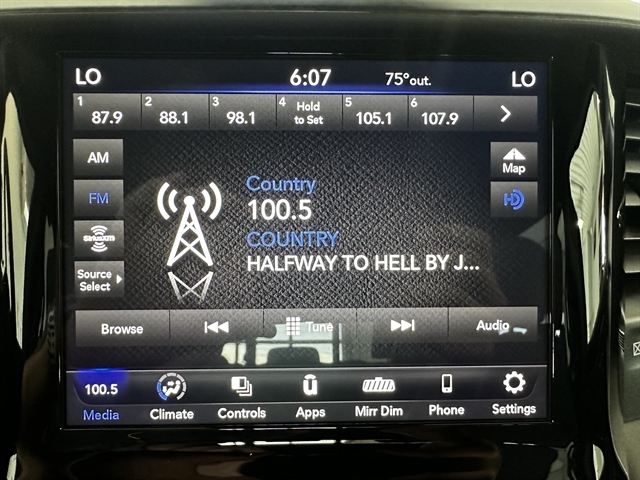 LO 6:07 75°out. LO
1 87.9 2 88.1 3 98.1 4 Hold to Set 5 105.1 6 107.9
AM
Map
FM
HD
Country
100.5
SiriusXM
COUNTRY
HALFWAY TO HELL BY J...
Source
Select
Browse Tune Audio
100.5
Media Climate Controls Apps Mirr Dim Phone Settings